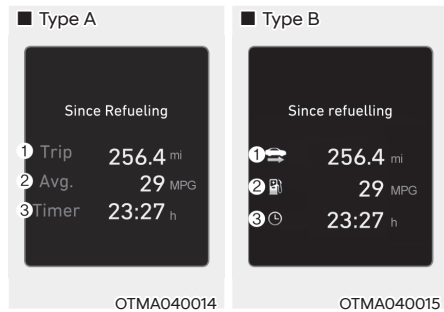 ■ Type A
Since Refueling
① Trip 256.4 mi
② Avg. 29 MPG
③ Timer 23:27 h
OTMA040014
■ Type B
Since refuelling
① 256.4 mi
② 29 MPG
③ 23:27 h
OTMA040015